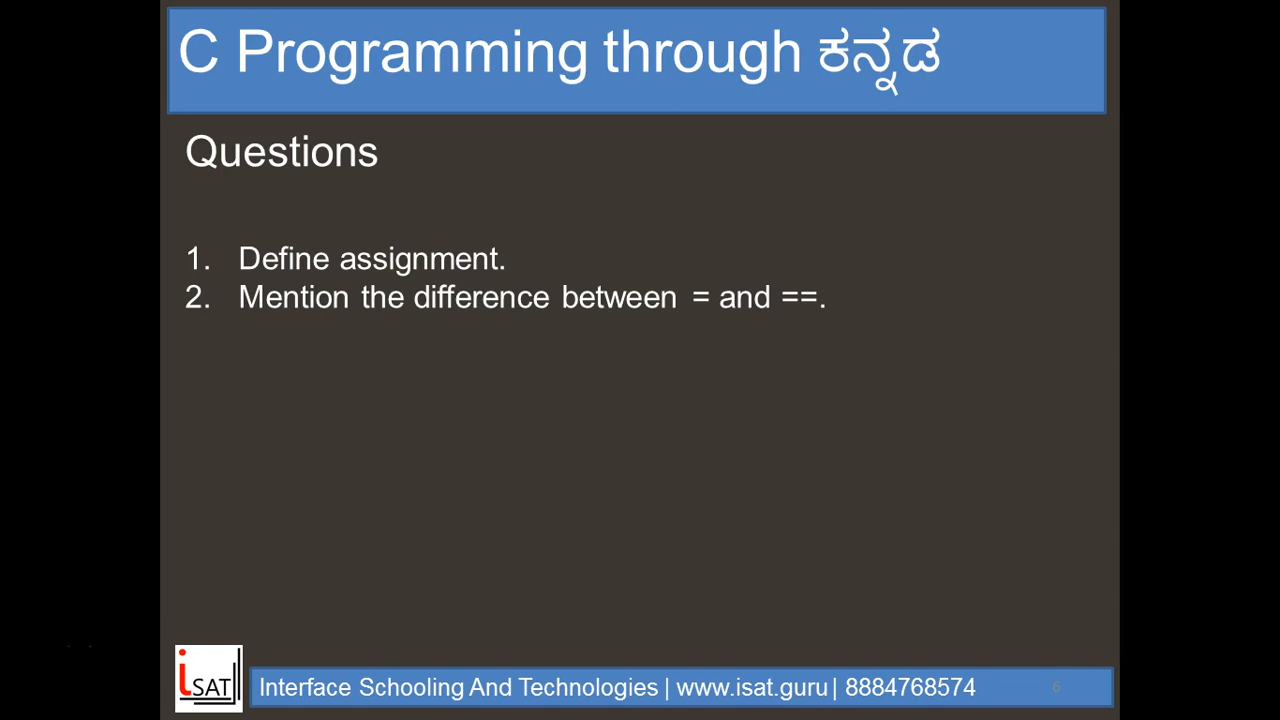 C Programming through ಕನ್ನಡ
Questions
1. Define assignment.
2. Mention the difference between = and ==.
iSAT
Interface Schooling And Technologies | www.isat.guru | 8884768574
6